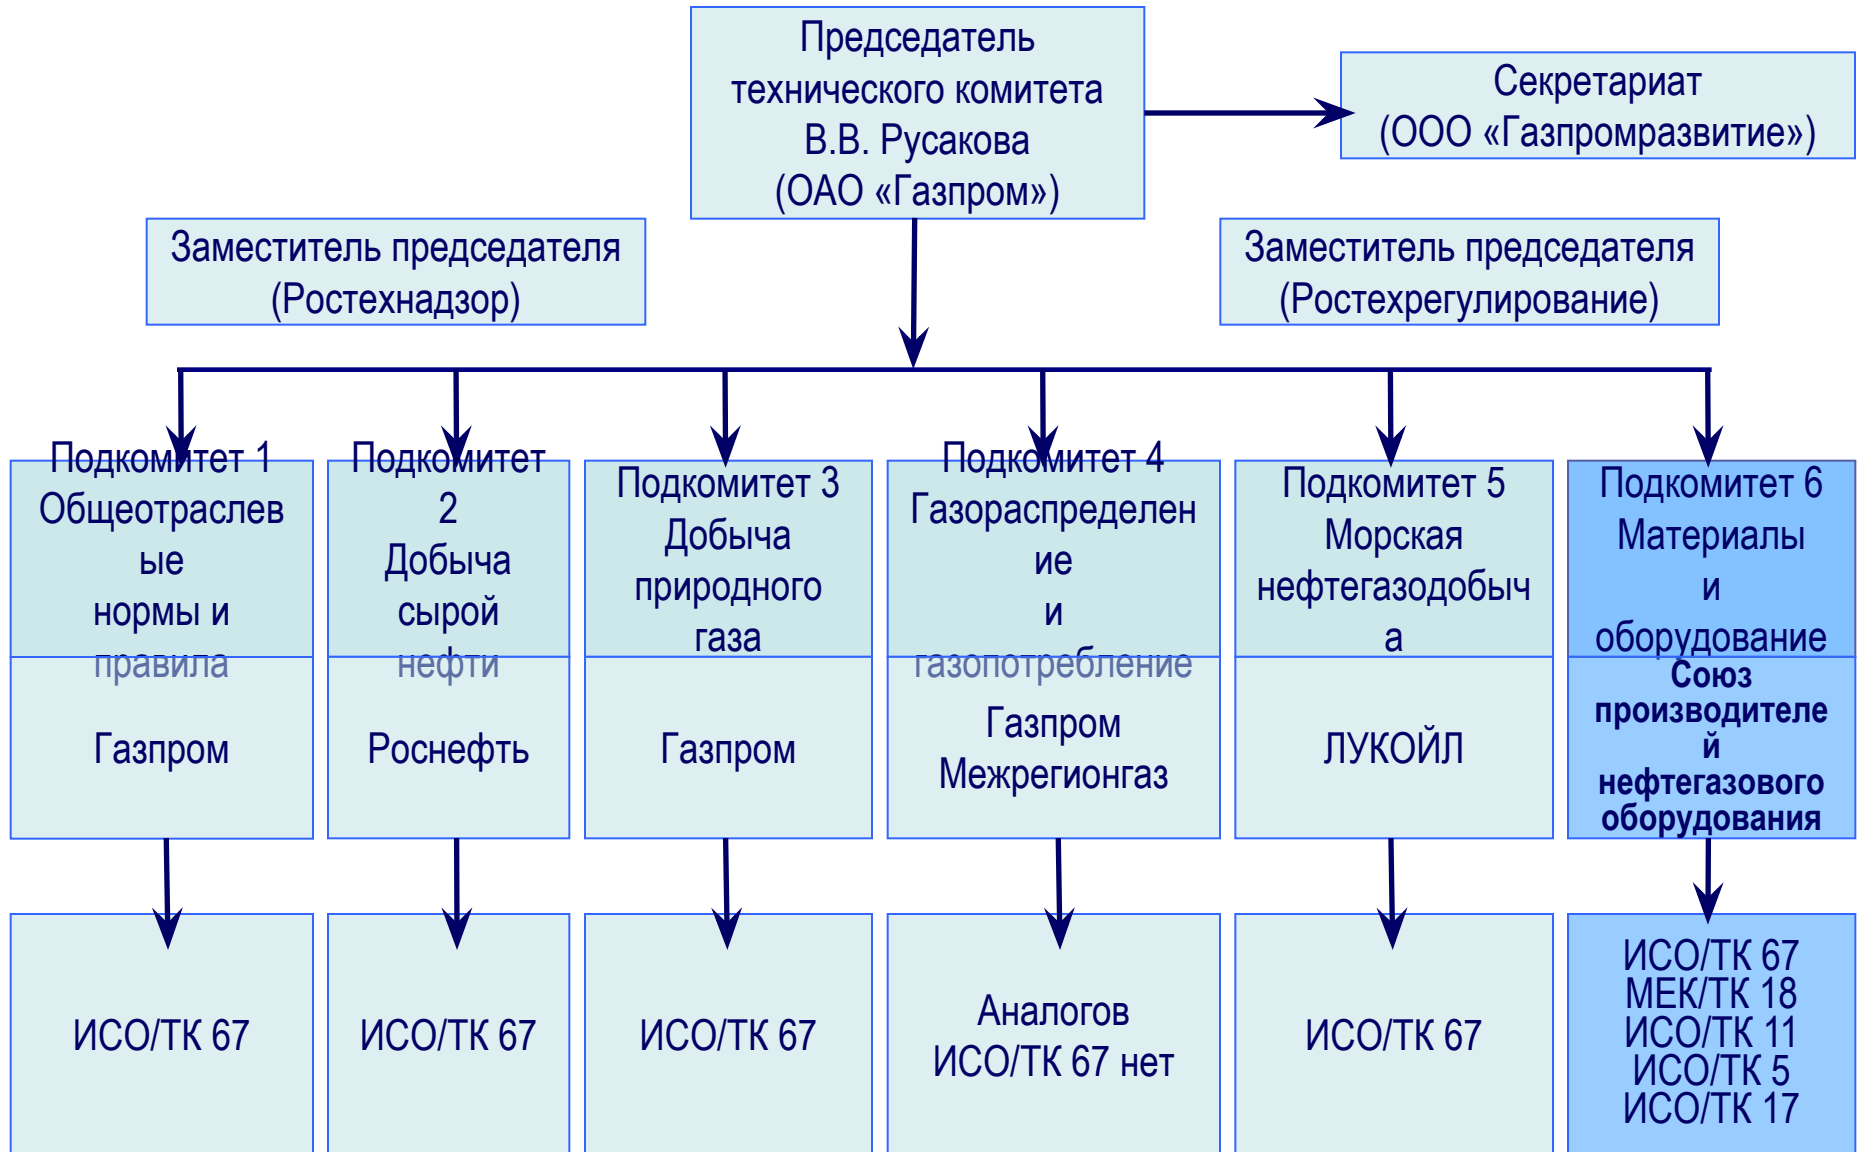 Председатель
технического комитета
В.В. Русакова
(ОАО «Газпром»)
Секретариат
(ООО «Газпромразвитие»)
Заместитель председателя
(Ростехнадзор)
Заместитель председателя
(Ростехрегулирование)
Подкомитет 1
Общеотраслев
ые
нормы и
правила
Подкомитет
2
Добыча
сырой
нефти
Подкомитет 3
Добыча
природного
газа
Подкомитет 4
Газораспределен
ие
и
газопотребление
Подкомитет 5
Морская
нефтегазодобыч
а
Подкомитет 6
Материалы
и
оборудование
Газпром
Роснефть
Газпром
Газпром
Межрегионгаз
ЛУКОЙЛ
Союз
производителе
й
нефтегазового
оборудования
ИСО/ТК 67
ИСО/ТК 67
ИСО/ТК 67
Аналогов
ИСО/ТК 67 нет
ИСО/ТК 67
ИСО/ТК 67
МЕК/ТК 18
ИСО/ТК 11
ИСО/ТК 5
ИСО/ТК 17